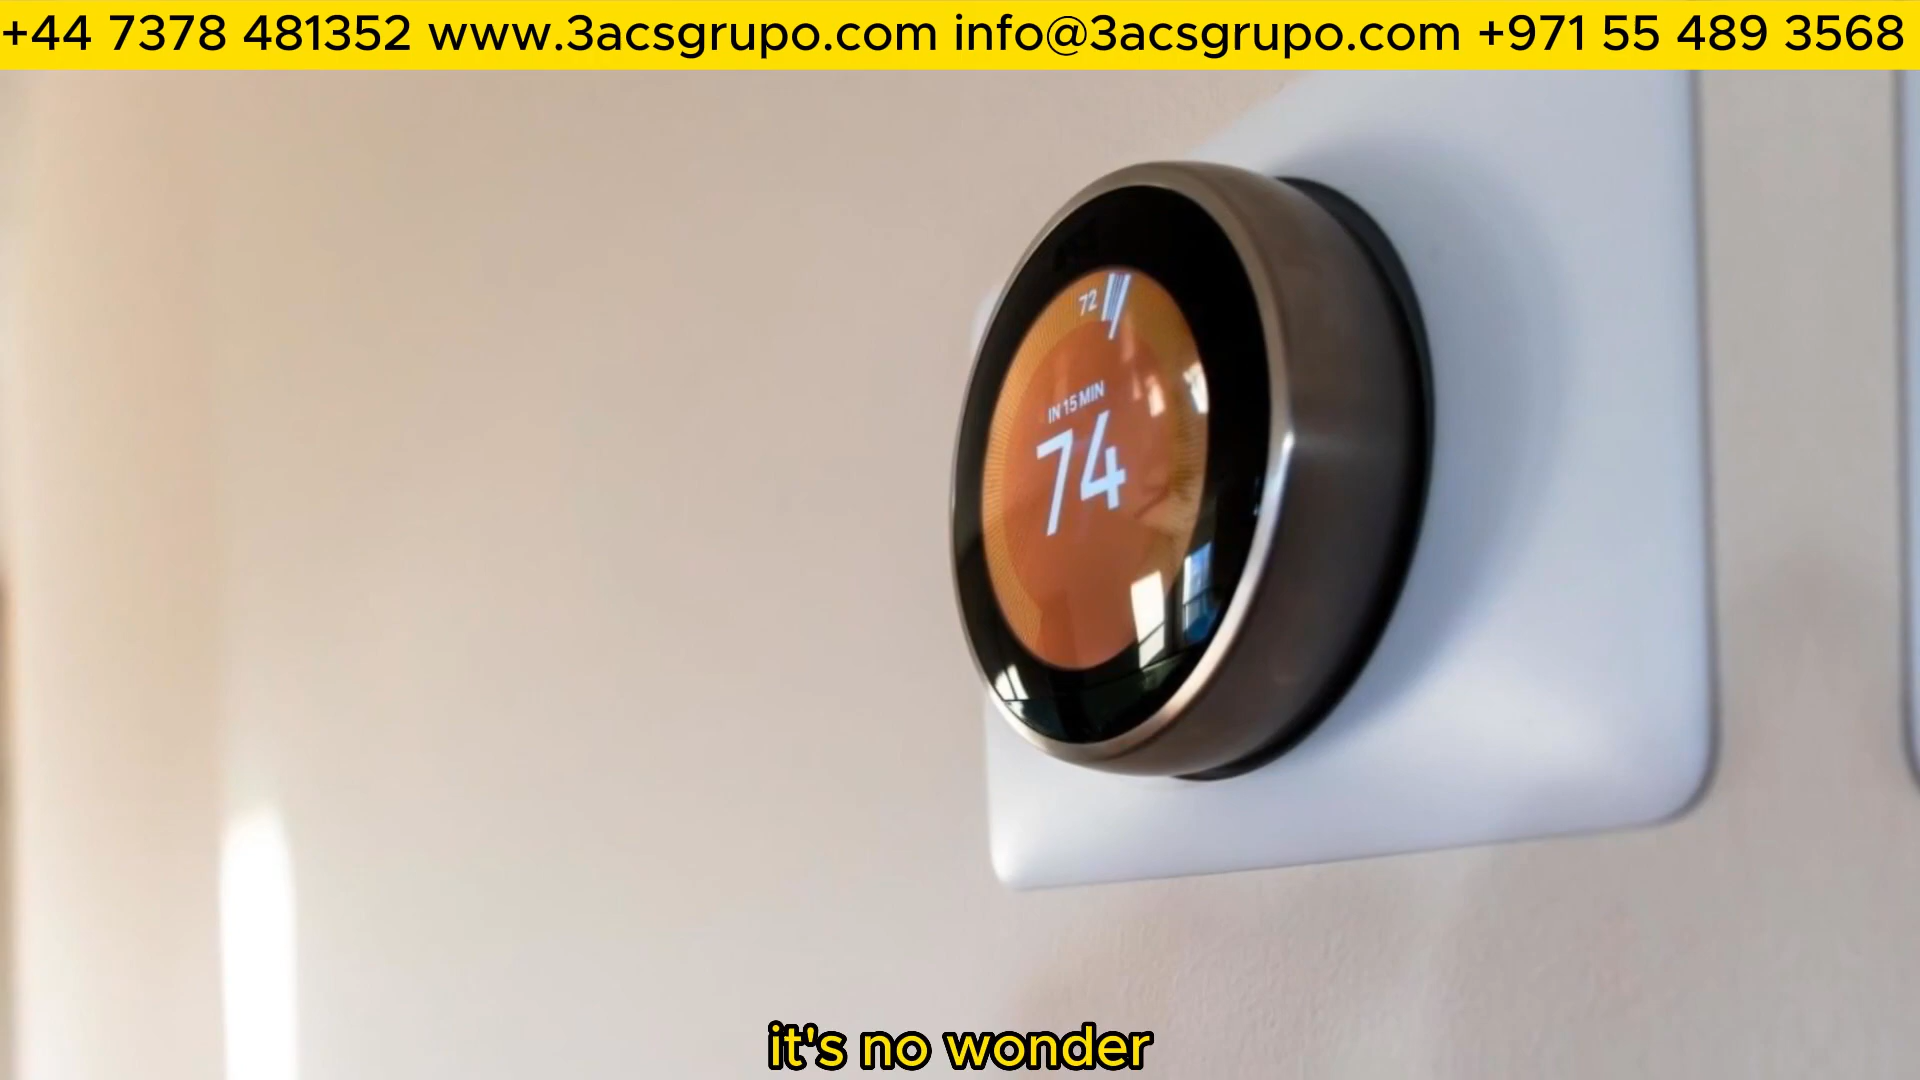 +44 7378 481352 www.3acsgrupo.com info@3acsgrupo.com +971 55 489 3568
72
IN 15 MIN
74
it's no wonder